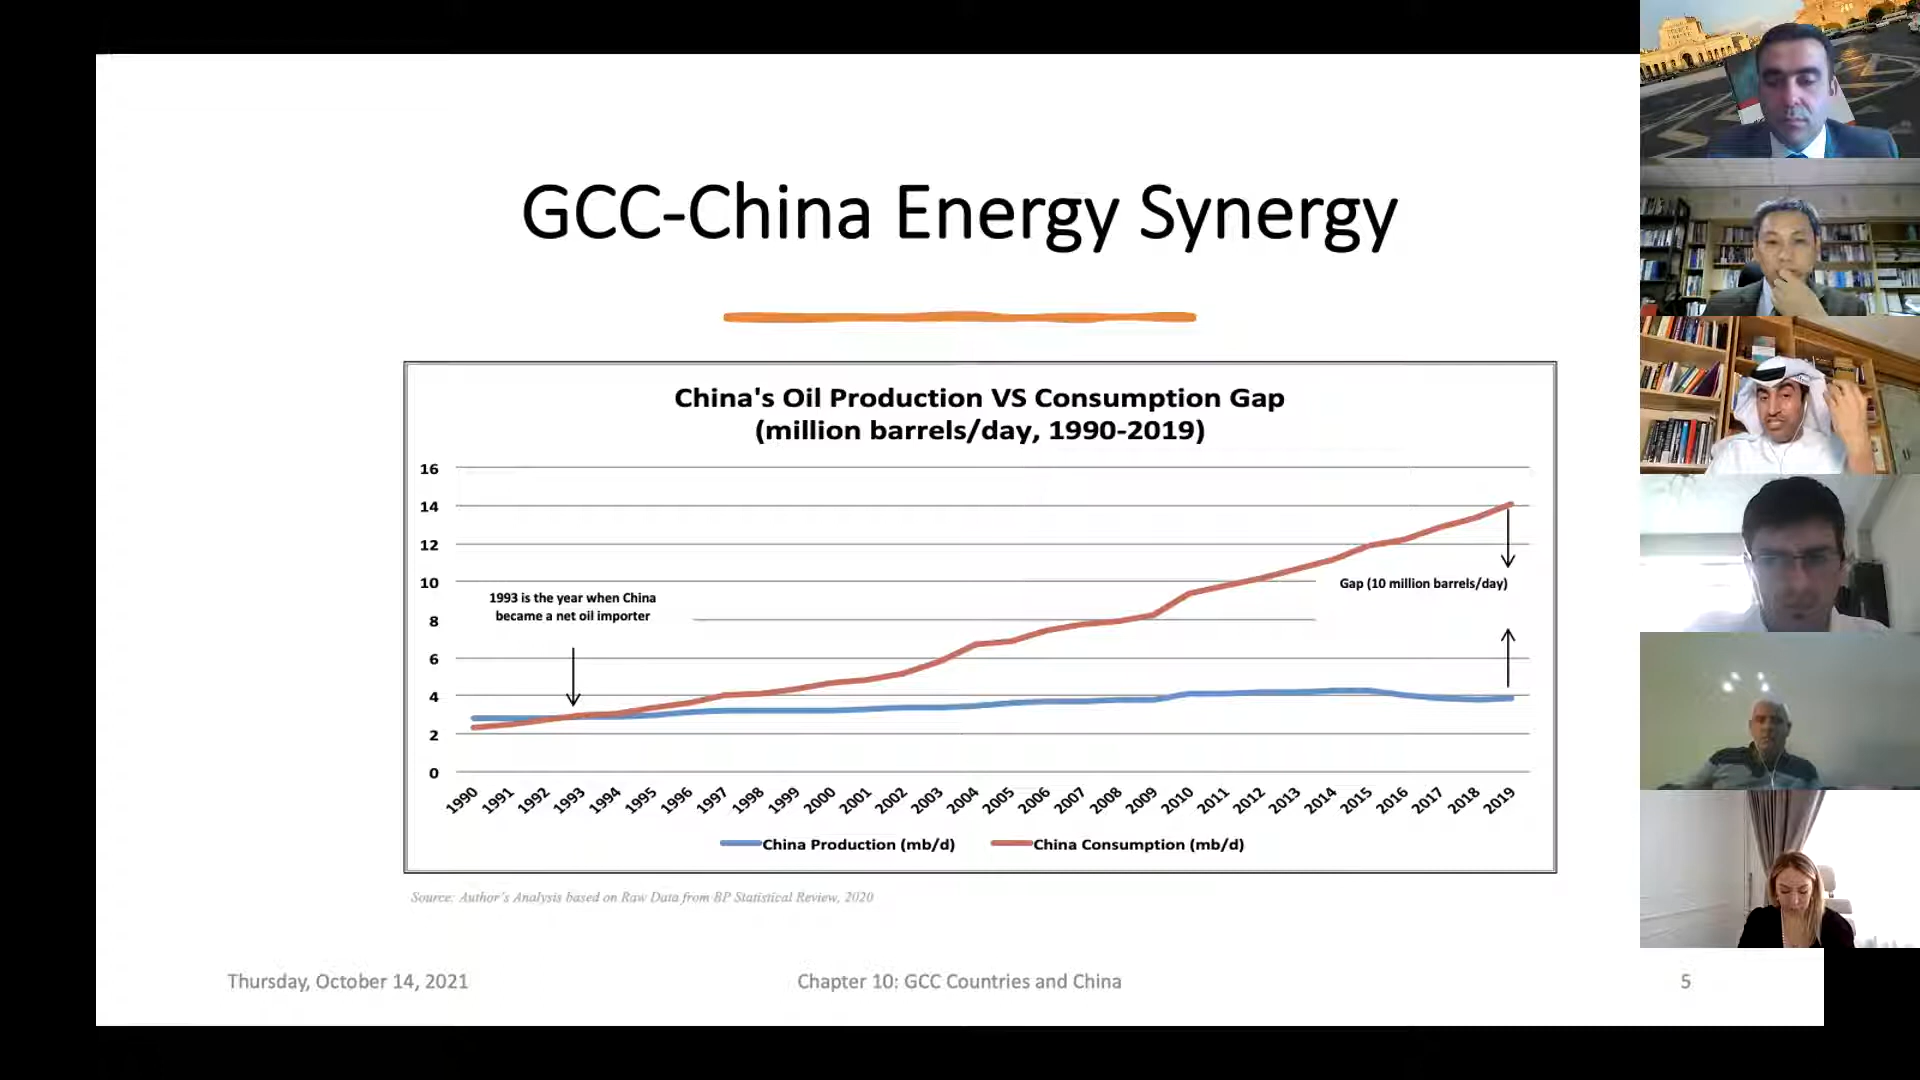 GCC-China Energy Synergy
China's Oil Production VS Consumption Gap
(million barrels/day, 1990-2019)
16
14
12
10
8
6
4
2
0
1993 is the year when China
became a net oil importer
Gap (10 million barrels/day)
1990 1991 1992 1993 1994 1995 1996 1997 1998 1999 2000 2001 2002 2003 2004 2005 2006 2007 2008 2009 2010 2011 2012 2013 2014 2015 2016 2017 2018 2019
China Production (mb/d) China Consumption (mb/d)
Source: Author's Analysis based on Raw Data from BP Statistical Review, 2020
Thursday, October 14, 2021 Chapter 10: GCC Countries and China 5